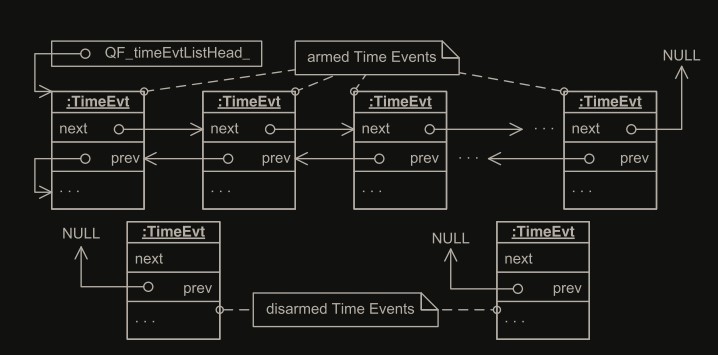 QF_timeEvtListHead_
armed Time Events
NULL
:TimeEvt
:TimeEvt
:TimeEvt
:TimeEvt
next
next
next
. . .
next
prev
prev
prev
. . .
prev
. . .
. . .
. . .
. . .
NULL
:TimeEvt
NULL
:TimeEvt
next
next
prev
prev
. . .
disarmed Time Events
. . .